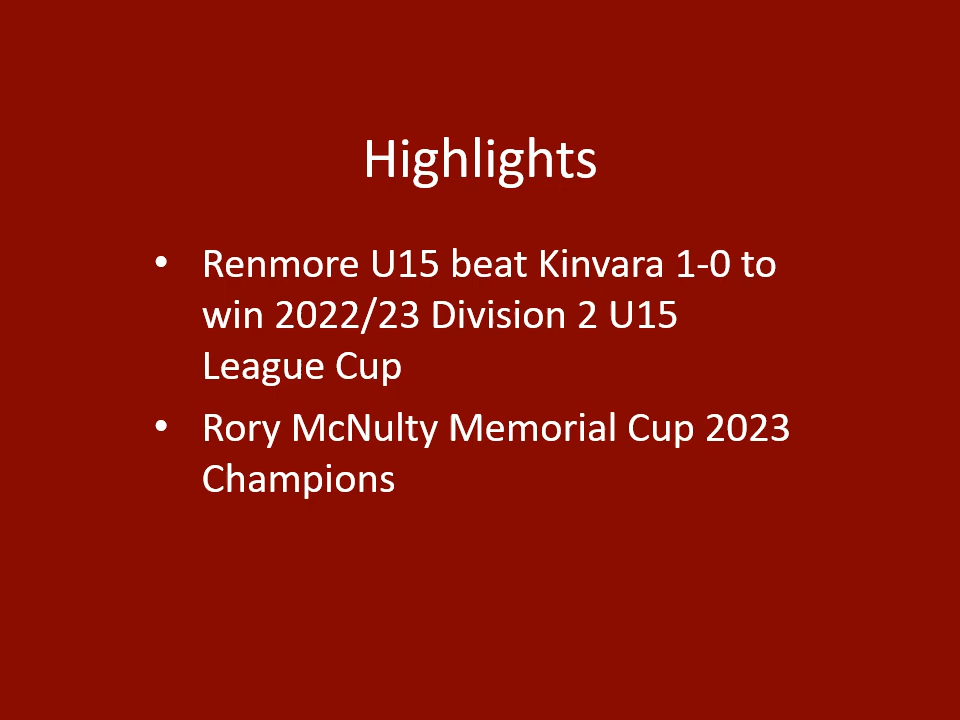 Highlights
• Renmore U15 beat Kinvara 1-0 to
win 2022/23 Division 2 U15
League Cup
• Rory McNulty Memorial Cup 2023
Champions